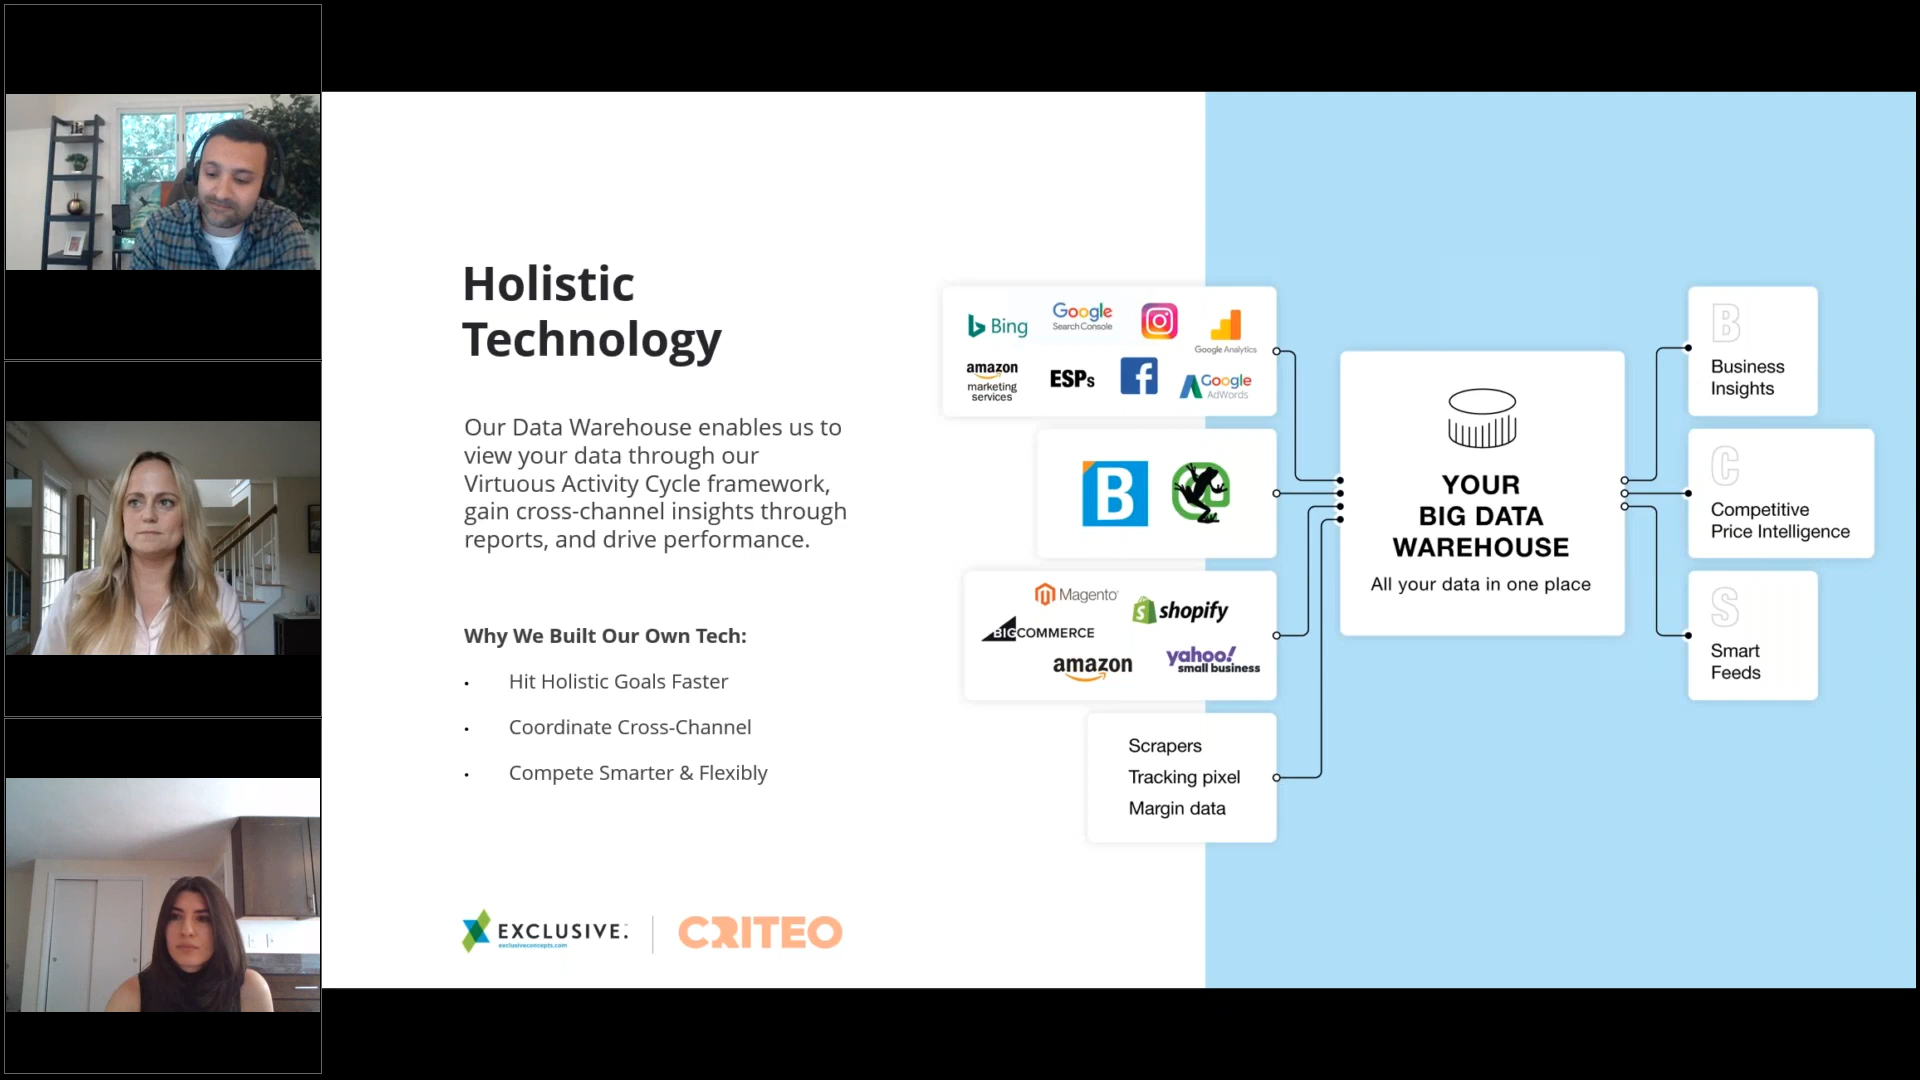 Holistic
Technology
Our Data Warehouse enables us to
view your data through our
Virtuous Activity Cycle framework,
gain cross-channel insights through
reports, and drive performance.
Why We Built Our Own Tech:
• Hit Holistic Goals Faster
• Coordinate Cross-Channel
• Compete Smarter & Flexibly
EXCLUSIVE.
exclusiveconcepts.com
CRITEO
Bing
Google
Search Console
Google Analytics
amazon
marketing
services
ESPs
f
Google
AdWords
B
Magento
S
shopify
BIGCOMMERCE
amazon
yahoo!
small business
Scrapers
Tracking pixel
Margin data
YOUR
BIG DATA
WAREHOUSE
All your data in one place
B
Business
Insights
C
Competitive
Price Intelligence
S
Smart
Feeds